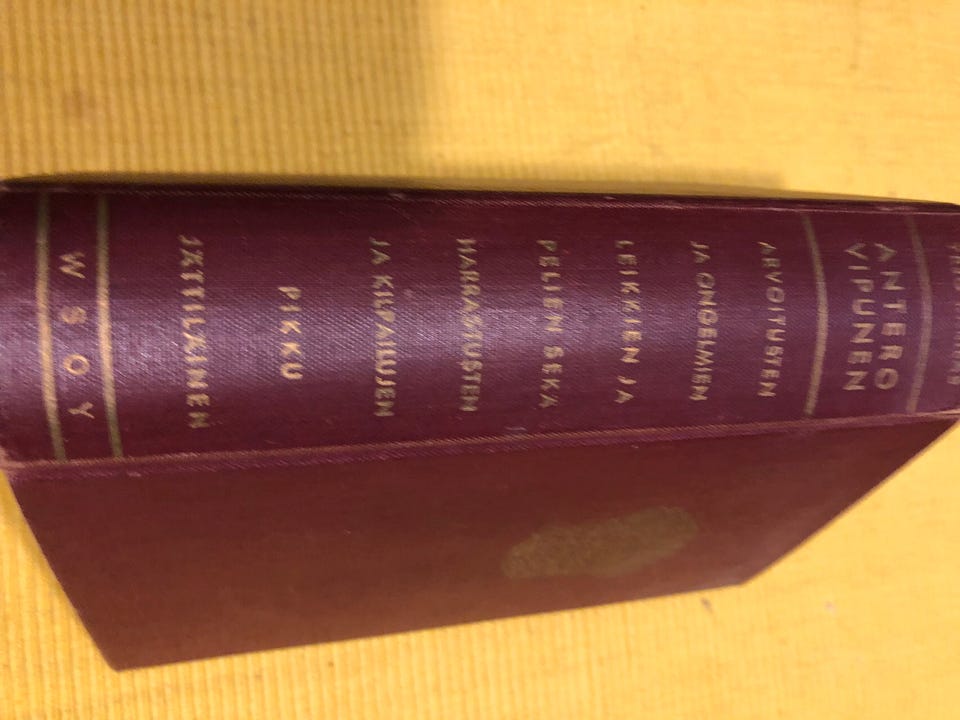 ANTERO
VIPUNEN
ARVOITUSTEN
JA ONGELMIEN
LEIKKIEN JA
PELIEN SEKÄ
HARRASTUSTEN
JA KILPAILUJEN
PIKKU
JÄTTILÄINEN
WSOY